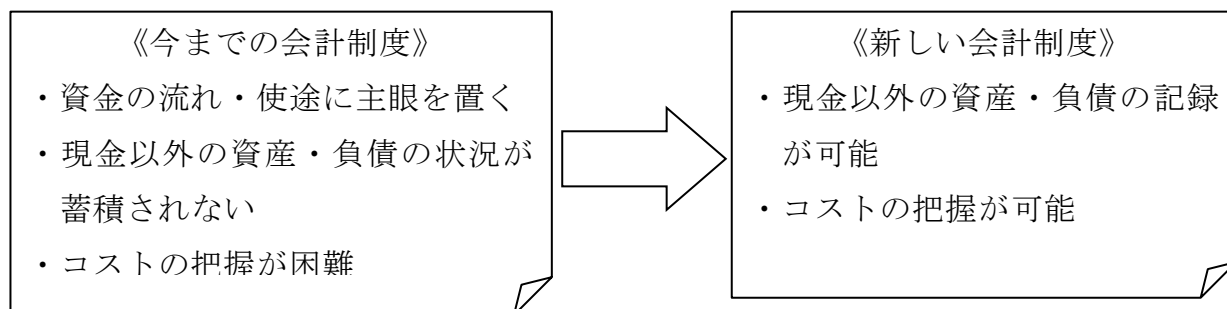 《今までの会計制度》
・資金の流れ・使途に主眼を置く
・現金以外の資産・負債の状況が
蓄積されない
・コストの把握が困難
《新しい会計制度》
・現金以外の資産・負債の記録
が可能
・コストの把握が可能